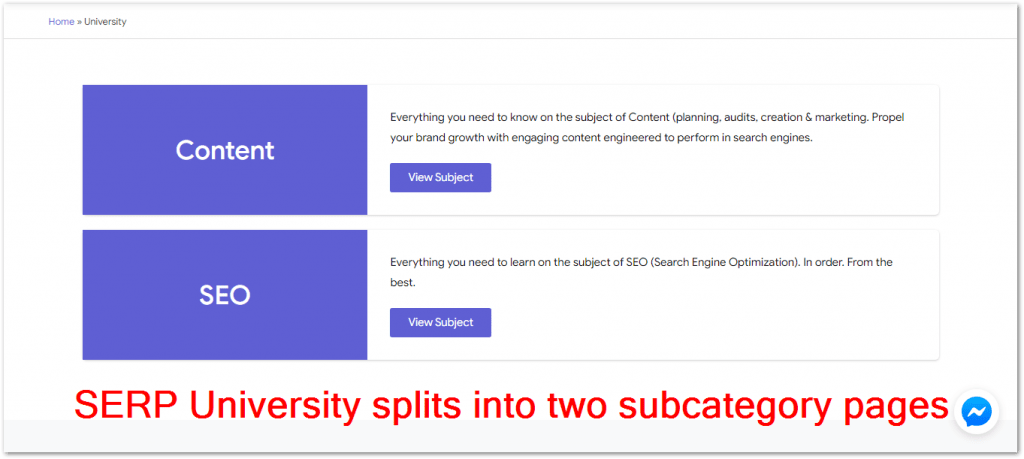 Home » University
Content
Everything you need to know on the subject of Content (planning, audits, creation & marketing. Propel
your brand growth with engaging content engineered to perform in search engines.
View Subject
SEO
Everything you need to learn on the subject of SEO (Search Engine Optimization). In order. From the
best.
View Subject
SERP University splits into two subcategory pages